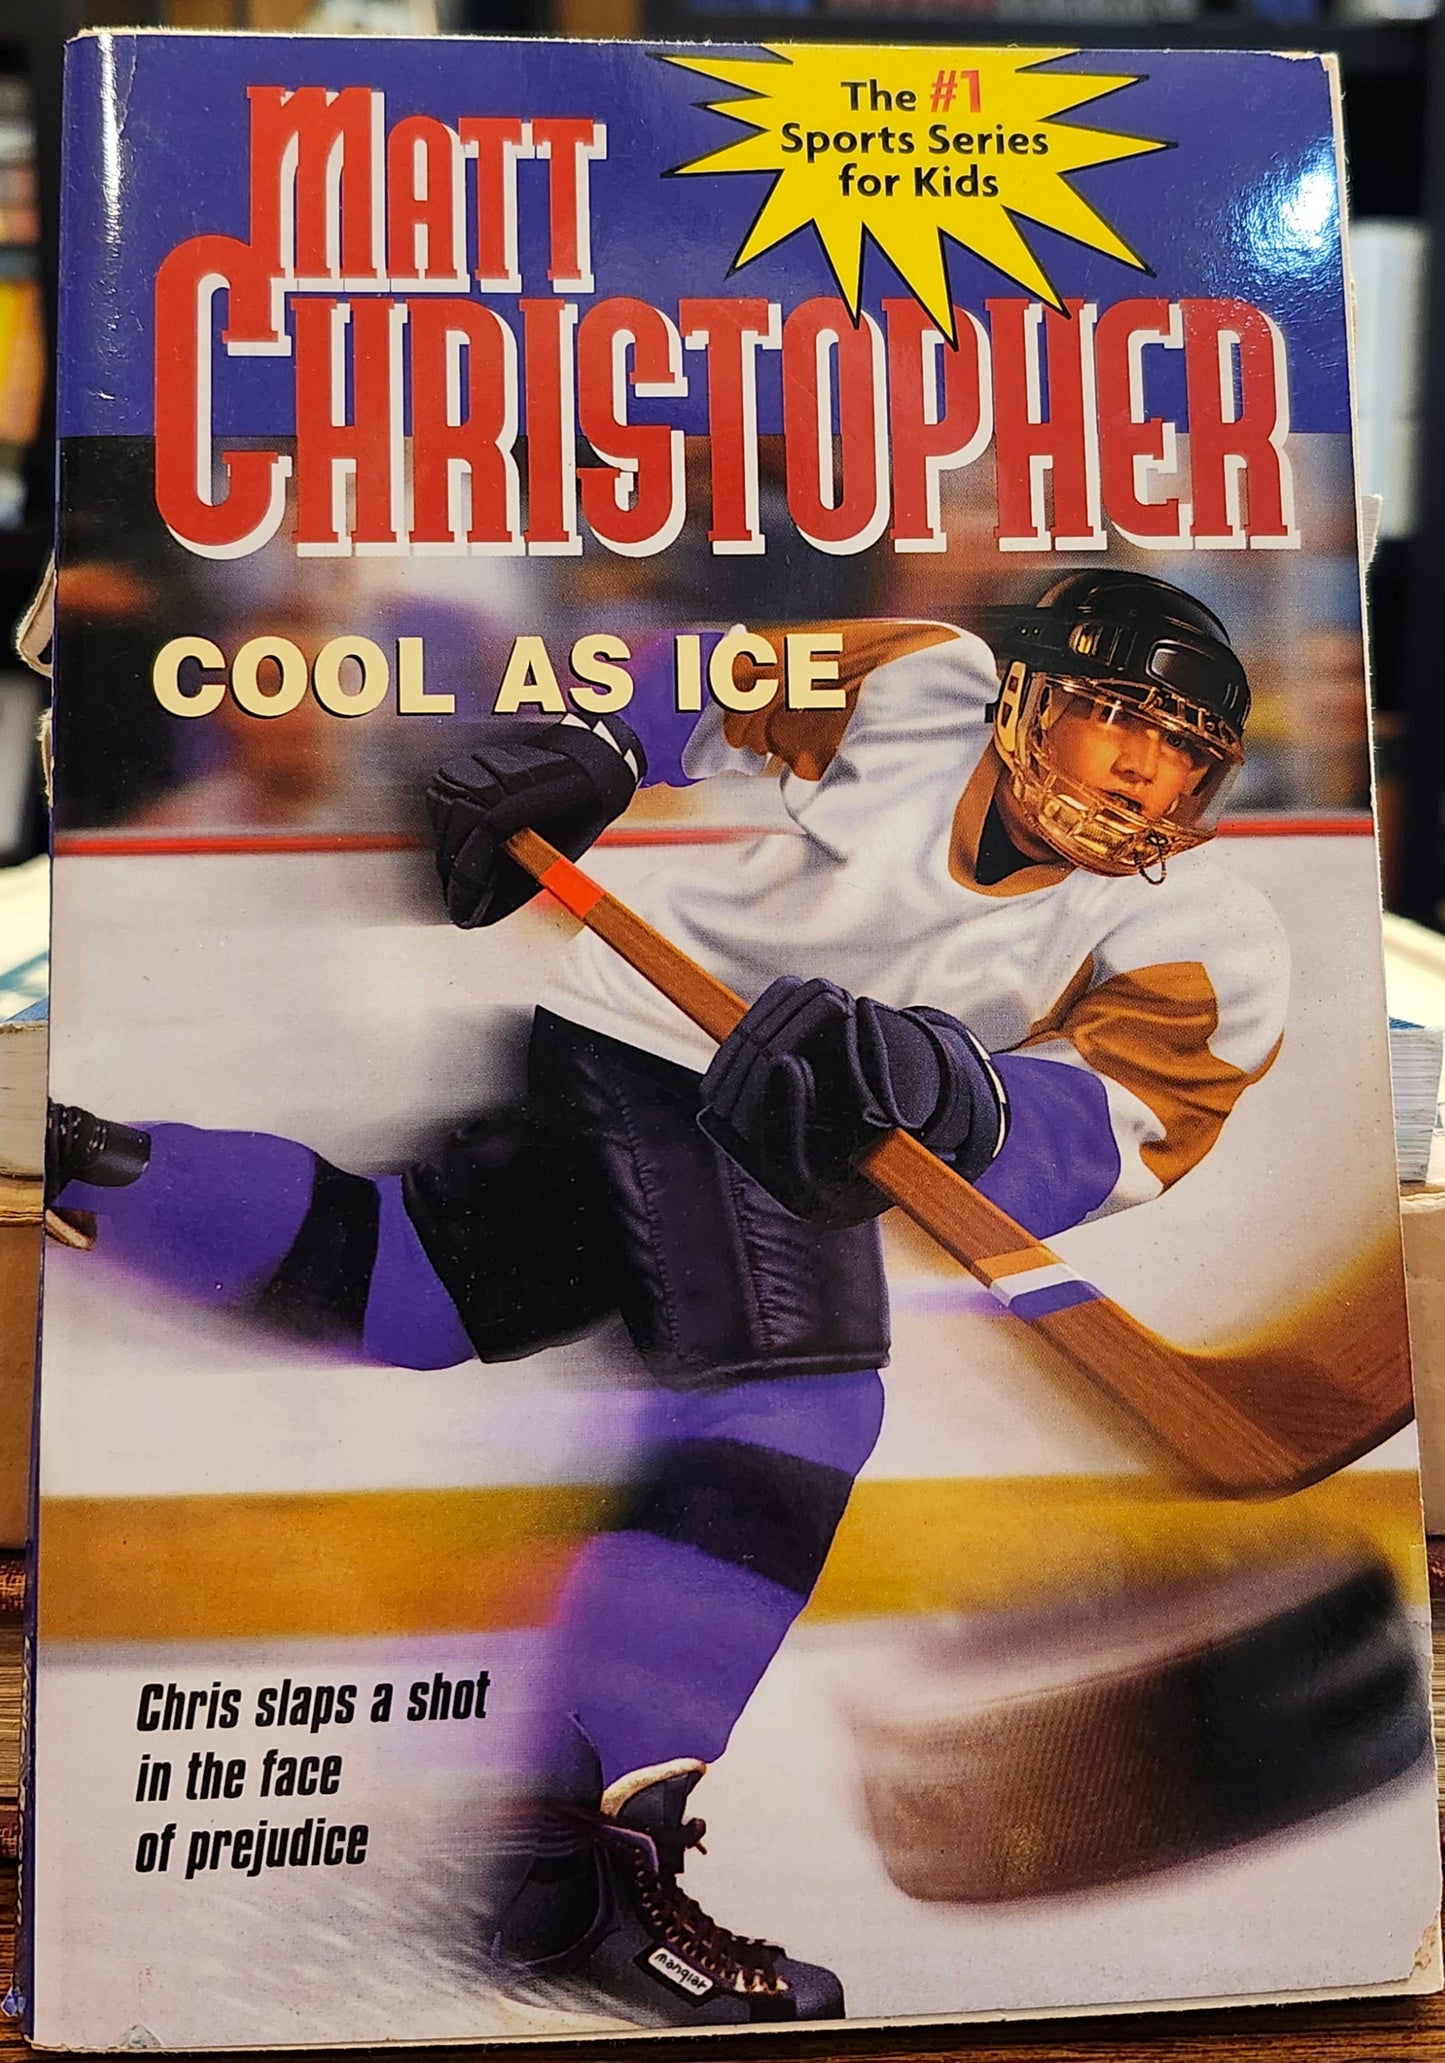 The #1
Sports Series
for Kids
MATT
CHRISTOPHER
COOL AS ICE
Chris slaps a shot
in the face
of prejudice